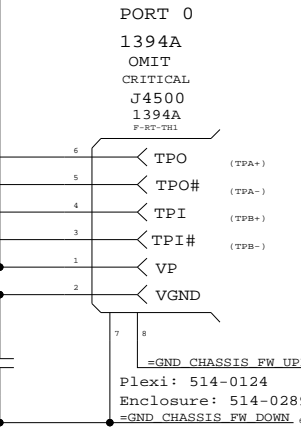 PORT 0
1394A
OMIT
CRITICAL
J4500
1394A
F-RT-TH1
6 TPO (TPA+)
5 TPO# (TPA-)
4 TPI (TPB+)
3 TPI# (TPB-)
1 VP
2 VGND
7 8
=GND_CHASSIS_FW_UP
Plexi: 514-0124
Enclosure: 514-0289
=GND_CHASSIS_FW_DOWN